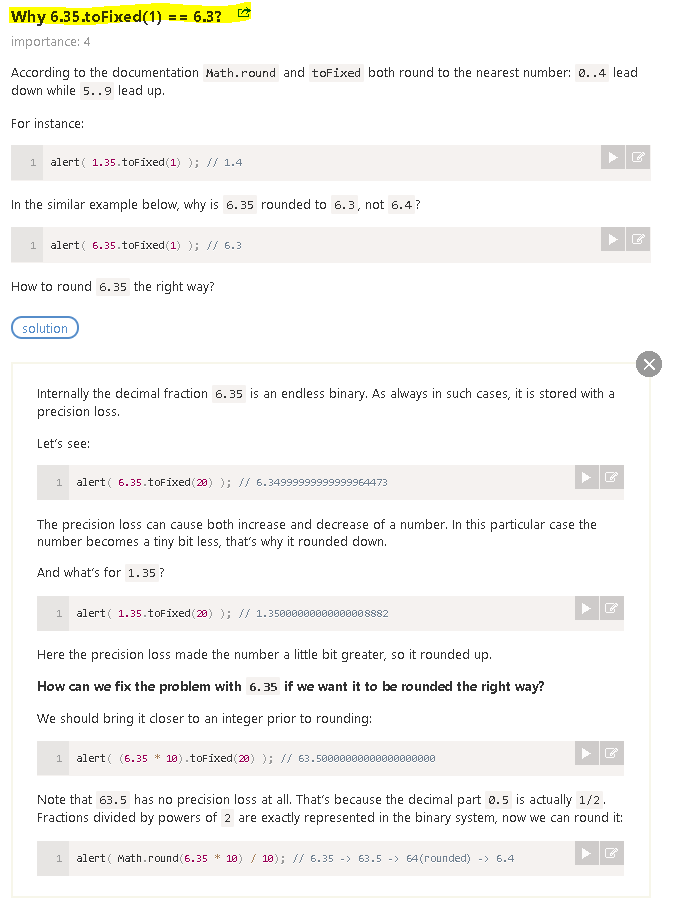 Why 6.35.toFixed(1) == 6.3?
importance: 4
According to the documentation Math.round and toFixed both round to the nearest number: 0..4 lead
down while 5..9 lead up.
For instance:
1 alert( 1.35.toFixed(1) ); // 1.4
In the similar example below, why is 6.35 rounded to 6.3, not 6.4?
1 alert( 6.35.toFixed(1) ); // 6.3
How to round 6.35 the right way?
solution
Internally the decimal fraction 6.35 is an endless binary. As always in such cases, it is stored with a
precision loss.
Let's see:
1 alert( 6.35.toFixed(20) ); // 6.34999999999999964473
The precision loss can cause both increase and decrease of a number. In this particular case the
number becomes a tiny bit less, that's why it rounded down.
And what's for 1.35?
1 alert( 1.35.toFixed(20) ); // 1.35000000000000008882
Here the precision loss made the number a little bit greater, so it rounded up.
How can we fix the problem with 6.35 if we want it to be rounded the right way?
We should bring it closer to an integer prior to rounding:
1 alert( (6.35 * 10).toFixed(20) ); // 63.50000000000000000000
Note that 63.5 has no precision loss at all. That's because the decimal part 0.5 is actually 1/2.
Fractions divided by powers of 2 are exactly represented in the binary system, now we can round it:
1 alert( Math.round(6.35 * 10) / 10); // 6.35 -> 63.5 -> 64(rounded) -> 6.4